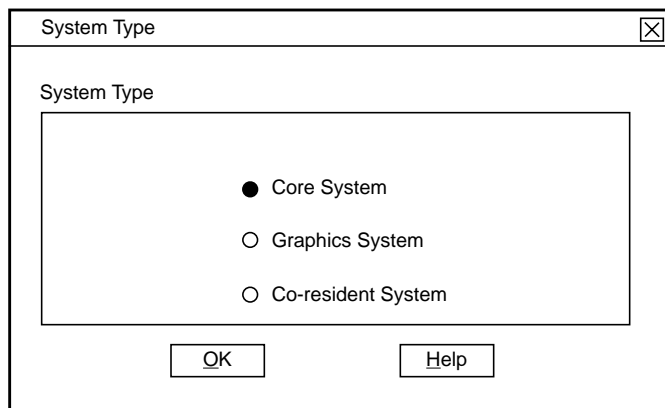 System Type
System Type
Core System
Graphics System
Co-resident System
OK Help